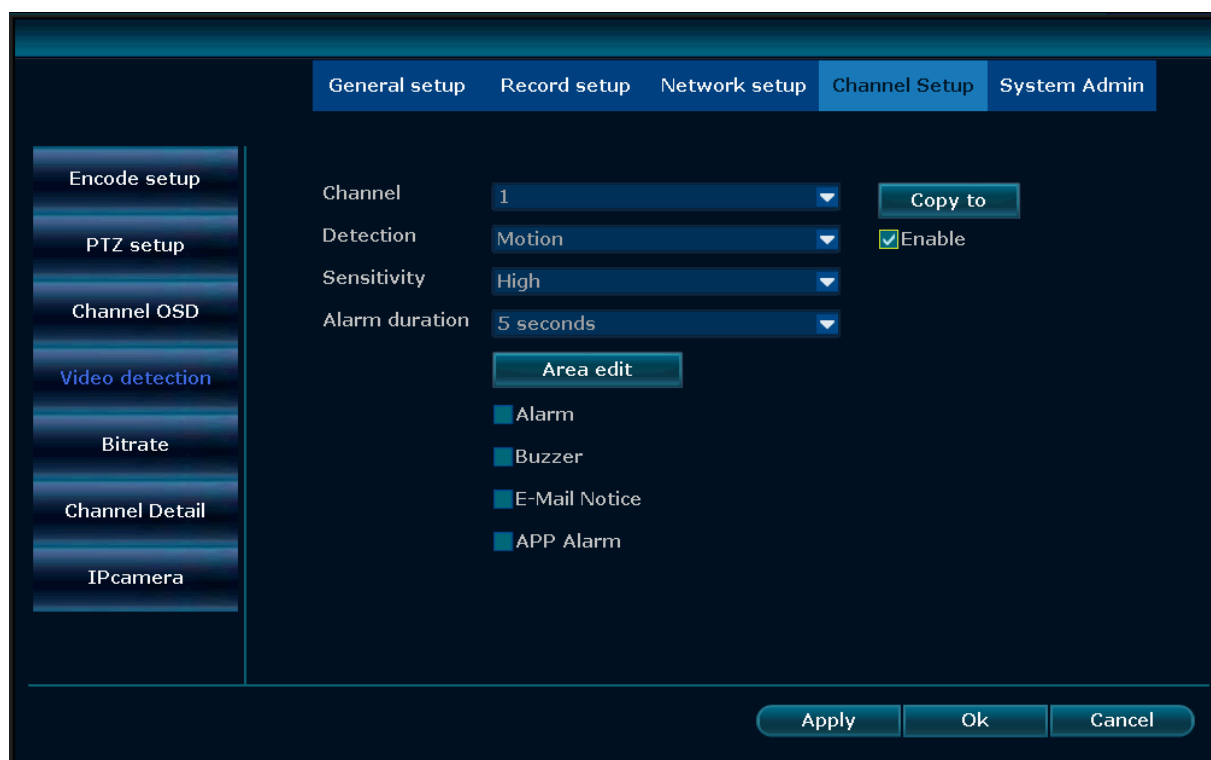 General setup Record setup Network setup Channel Setup System Admin
Encode setup
PTZ setup
Channel OSD
Video detection
Bitrate
Channel Detail
IPcamera
Channel 1 Copy to
Detection Motion Enable
Sensitivity High
Alarm duration 5 seconds
Area edit
Alarm
Buzzer
E-Mail Notice
APP Alarm
Apply Ok Cancel